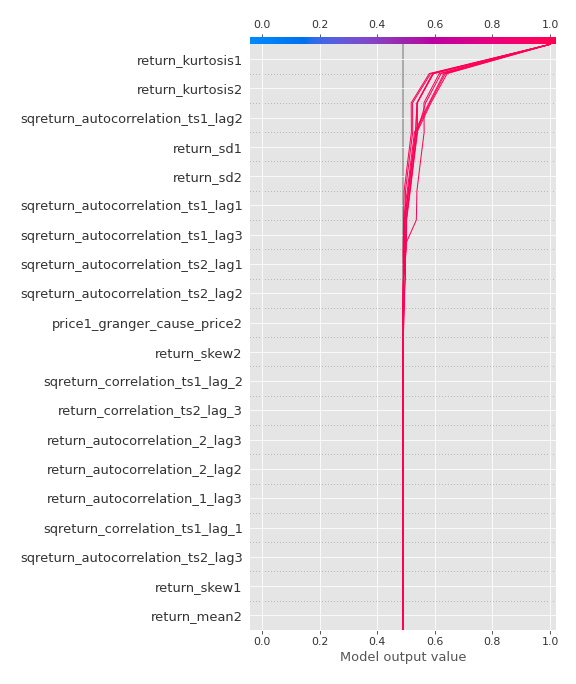 0.0 0.2 0.4 0.6 0.8 1.0
return_kurtosis1
return_kurtosis2
sqreturn_autocorrelation_ts1_lag2
return_sd1
return_sd2
sqreturn_autocorrelation_ts1_lag1
sqreturn_autocorrelation_ts1_lag3
sqreturn_autocorrelation_ts2_lag1
sqreturn_autocorrelation_ts2_lag2
price1_granger_cause_price2
return_skew2
sqreturn_correlation_ts1_lag_2
return_correlation_ts2_lag_3
return_autocorrelation_2_lag3
return_autocorrelation_2_lag2
return_autocorrelation_1_lag3
sqreturn_correlation_ts1_lag_1
sqreturn_autocorrelation_ts2_lag3
return_skew1
return_mean2
0.0 0.2 0.4 0.6 0.8 1.0
Model output value